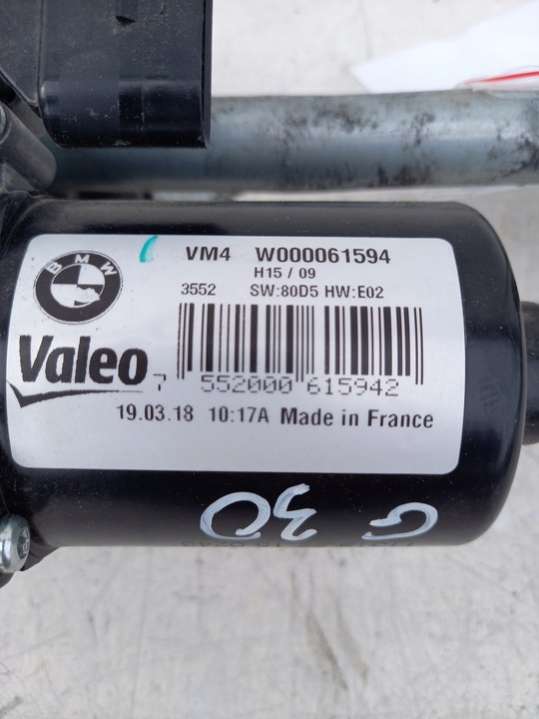 VM4 W000061594
H15 / 09
3552 SW:80D5 HW:E02
BMW
Valeo
7 552000 615942
19.03.18 10:17A Made in France
G30